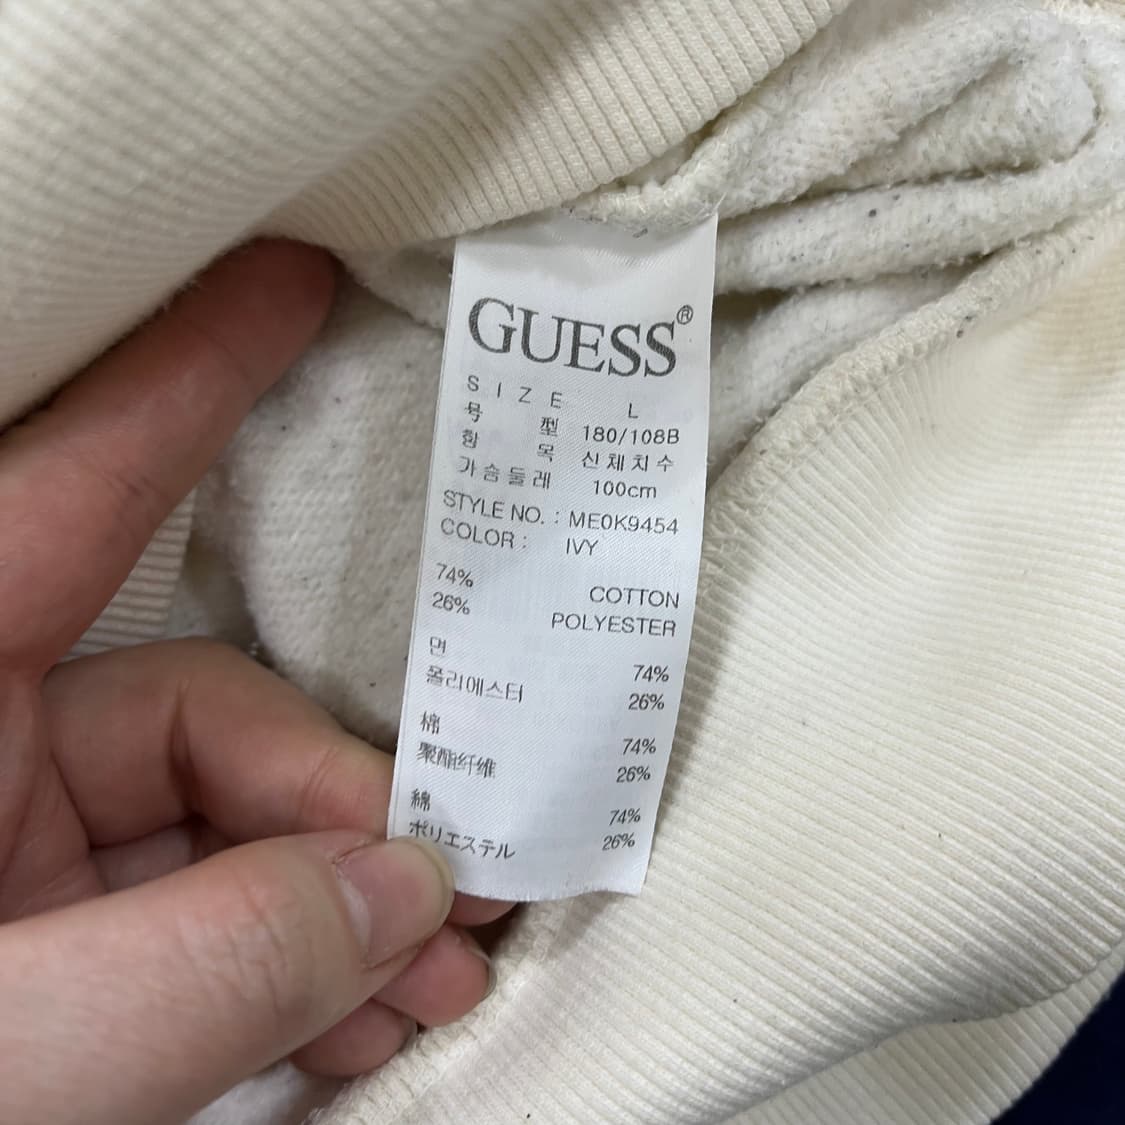 GUESS®
SIZE L
号型 180/108B
항목 신체치수
가슴둘레 100cm
STYLE NO. : ME0K9454
COLOR : IVY
74% COTTON
26% POLYESTER
면 74%
폴리에스터 26%
棉 74%
聚酯纤维 26%
綿 74%
ポリエステル 26%